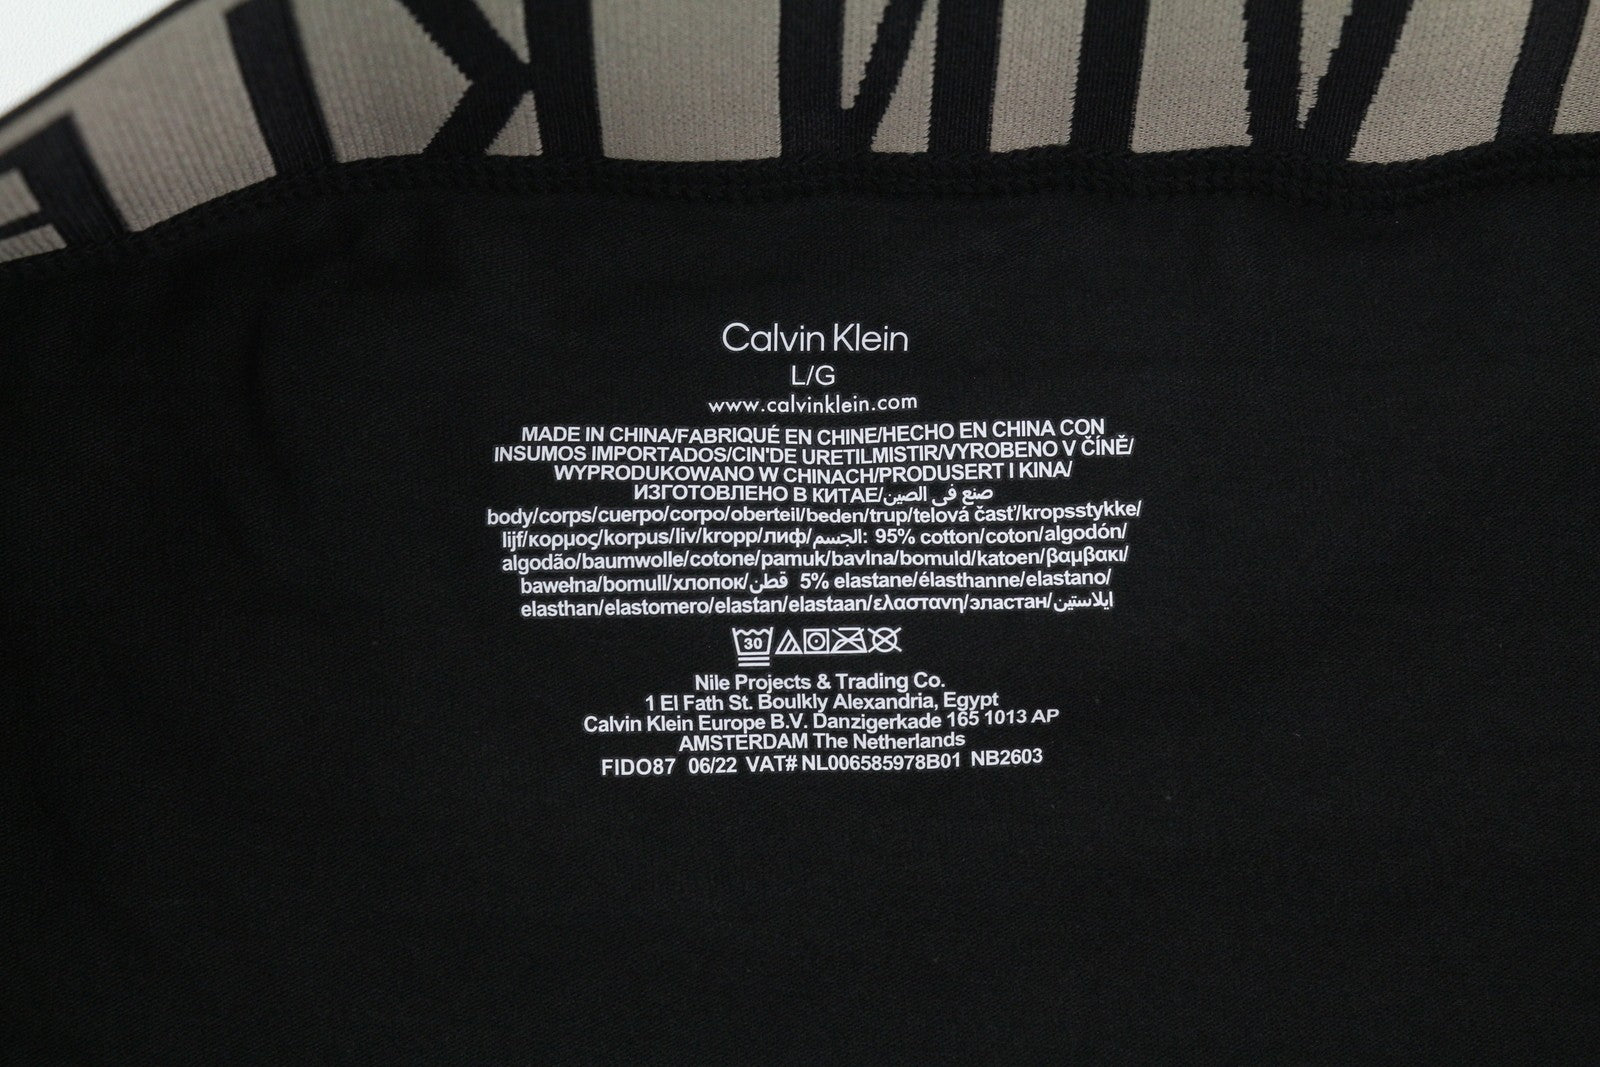 Calvin Klein
L/G
www.calvinklein.com
MADE IN CHINA/FABRIQUÉ EN CHINE/HECHO EN CHINA CON
INSUMOS IMPORTADOS/CIN'DE URETILMISTIR/VYROBENO V ČÍNĚ/
WYPRODUKOWANO W CHINACH/PRODUSERT I KINA/
ИЗГОТОВЛЕНО В КИТАЕ/صنع فى الصين
body/corps/cuerpo/corpo/oberteil/beden/trup/telová časť/kropsstykke/
lijf/κορμος/korpus/liv/kropp/лиф/الجسم: 95% cotton/coton/algodón/
algodão/baumwolle/cotone/pamuk/bavlna/bomuld/katoen/βαμβακι/
bawełna/bomull/хлопок/قطن 5% elastane/élasthanne/elastano/
elasthan/elastomero/elastan/elastaan/ελαστανη/эластан/ايلاستين
30
Nile Projects & Trading Co.
1 El Fath St. Boulkly Alexandria, Egypt
Calvin Klein Europe B.V. Danzigerkade 165 1013 AP
AMSTERDAM The Netherlands
FIDO87 06/22 VAT# NL006585978B01 NB2603